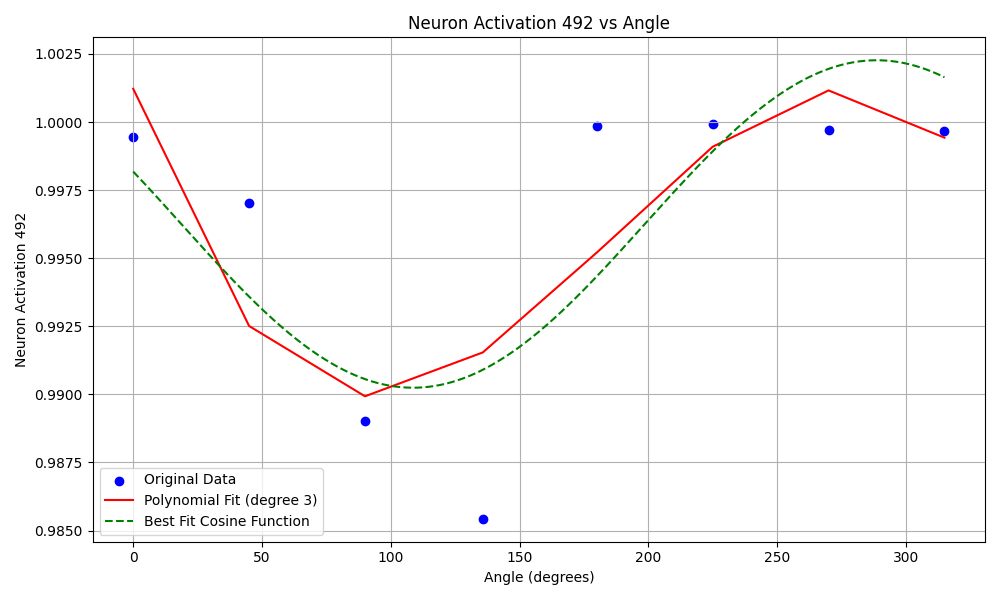 Neuron Activation 492 vs Angle
Neuron Activation 492
1.0025
1.0000
0.9975
0.9950
0.9925
0.9900
0.9875
0.9850
Original Data
Polynomial Fit (degree 3)
Best Fit Cosine Function
0
50
100
150
200
250
300
Angle (degrees)